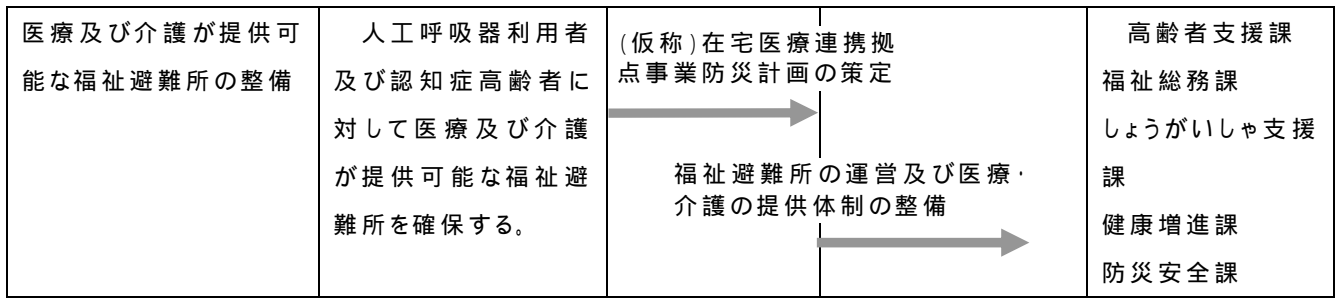 医療及び介護が提供可
能な福祉避難所の整備
人工呼吸器利用者
及び認知症高齢者に
対して医療及び介護
が提供可能な福祉避
難所を確保する。
(仮称)在宅医療連携拠
点事業防災計画の策定
福祉避難所の運営及び医療・
介護の提供体制の整備
高齢者支援課
福祉総務課
しょうがいしゃ支援
課
健康増進課
防災安全課